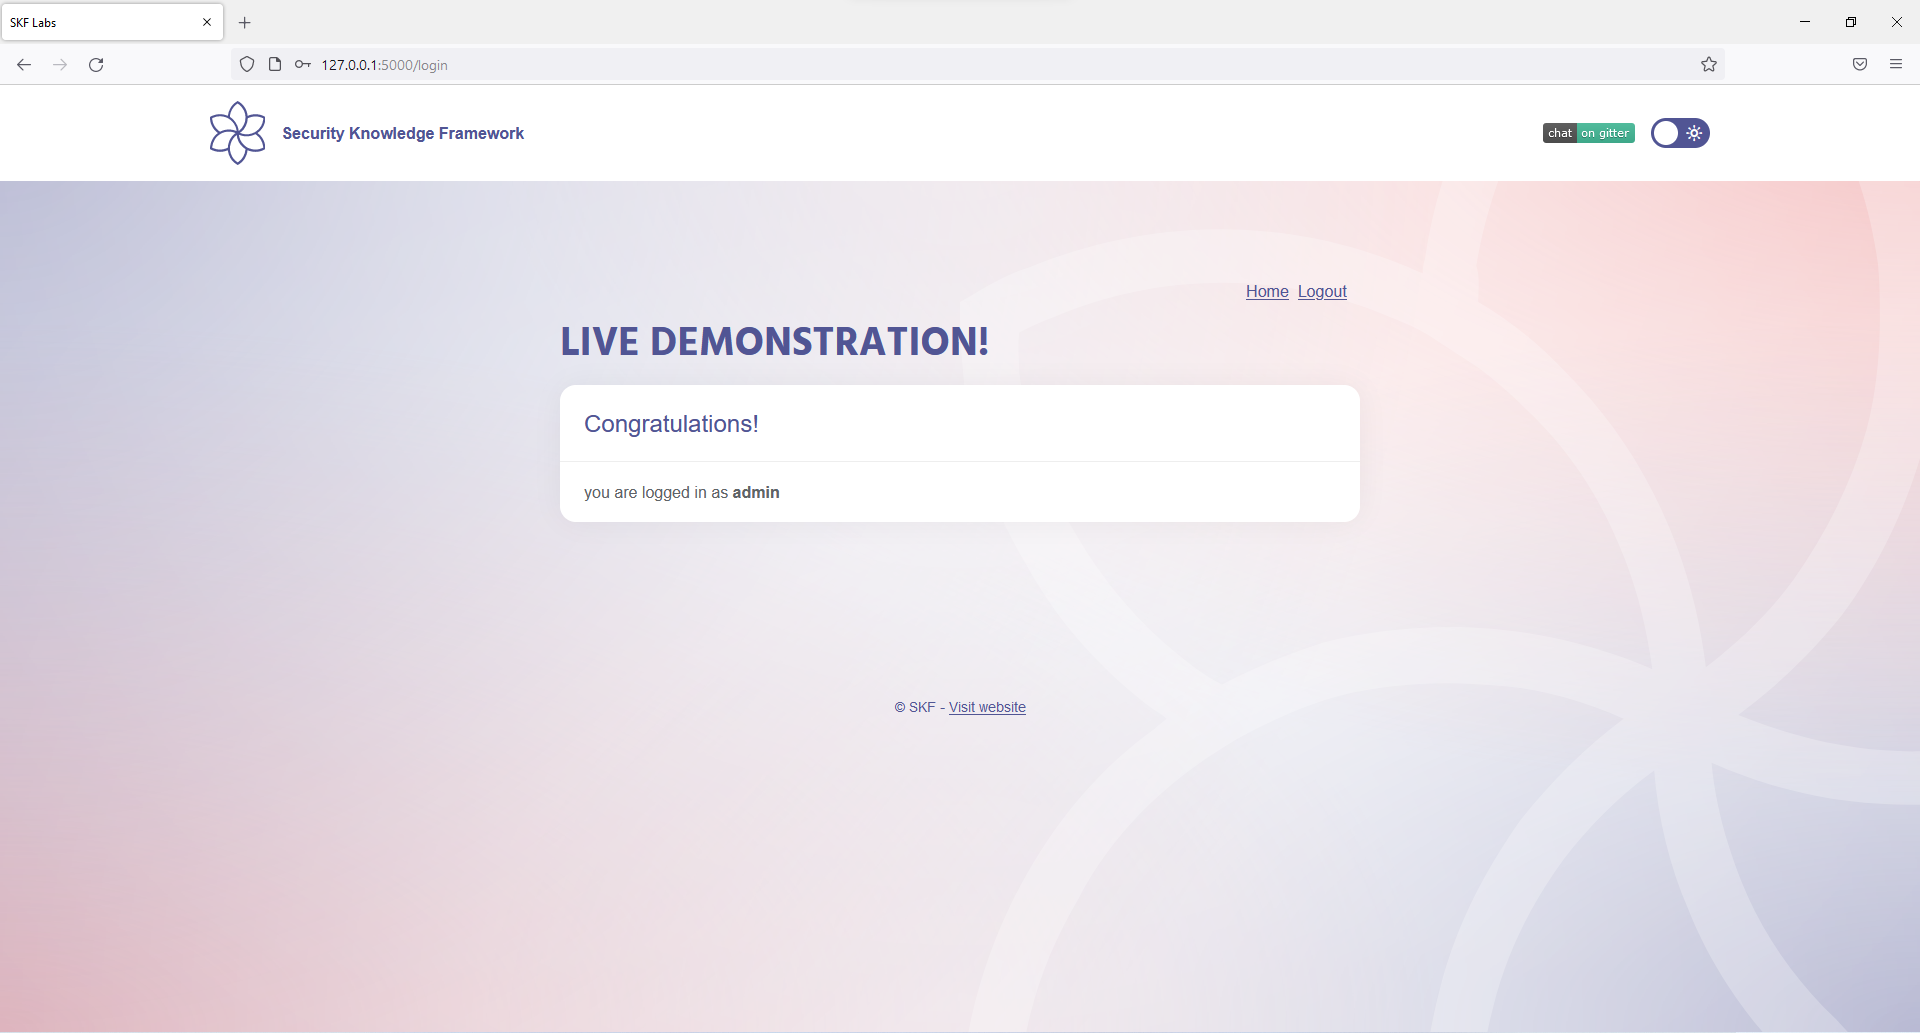 SKF Labs
127.0.0.1:5000/login
Security Knowledge Framework
chat on gitter
Home Logout
LIVE DEMONSTRATION!
Congratulations!
you are logged in as admin
© SKF - Visit website